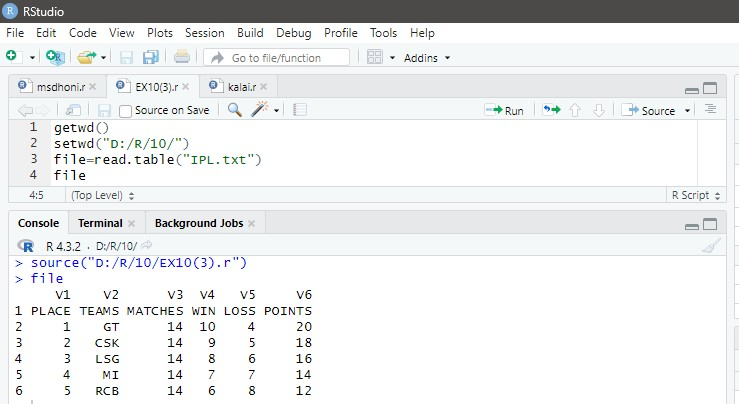 RStudio
File Edit Code View Plots Session Build Debug Profile Tools Help
Go to file/function Addins
msdhoni.r EX10(3).r kalai.r
Source on Save Run Source
1 getwd()
2 setwd("D:/R/10/")
3 file=read.table("IPL.txt")
4 file
4:5 (Top Level) R Script
Console Terminal Background Jobs
R 4.3.2 · D:/R/10/
> source("D:/R/10/EX10(3).r")
> file
V1 V2 V3 V4 V5 V6
1 PLACE TEAMS MATCHES WIN LOSS POINTS
2 1 GT 14 10 4 20
3 2 CSK 14 9 5 18
4 3 LSG 14 8 6 16
5 4 MI 14 7 7 14
6 5 RCB 14 6 8 12